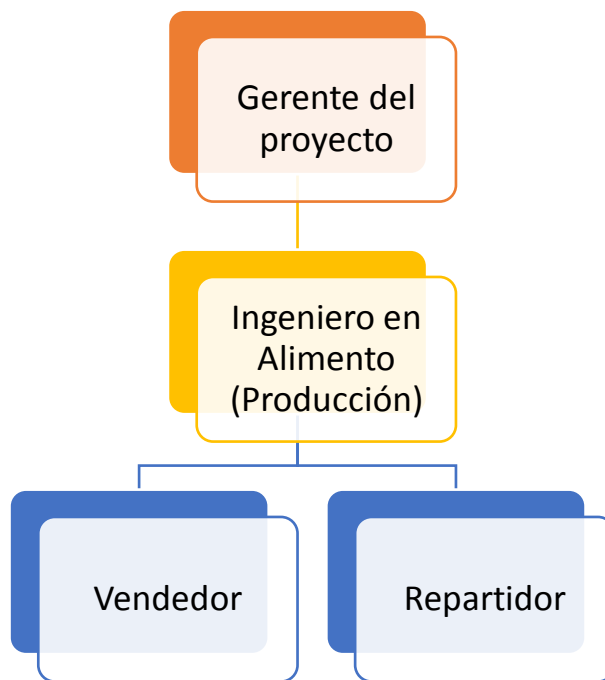 Gerente del
proyecto
Ingeniero en
Alimento
(Producción)
Vendedor
Repartidor